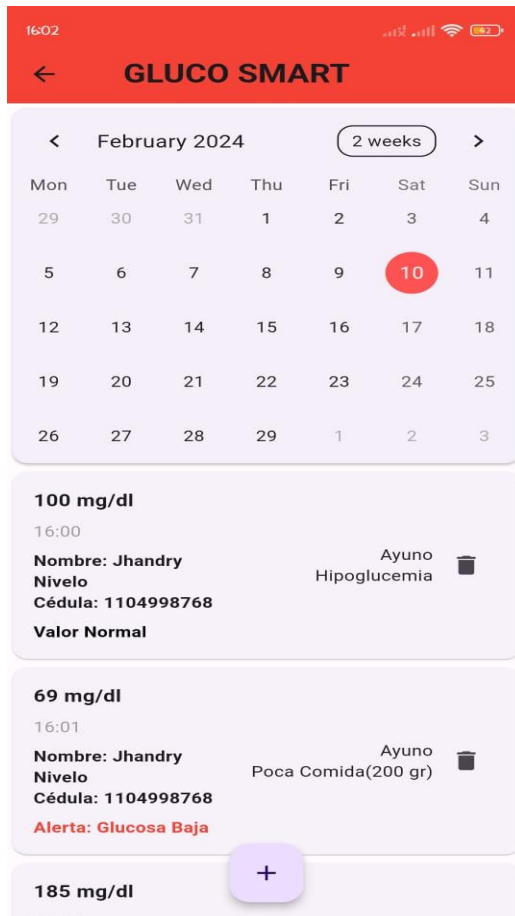 16:02
62
GLUCO SMART
February 2024
2 weeks
Mon Tue Wed Thu Fri Sat Sun
29 30 31 1 2 3 4
5 6 7 8 9 10 11
12 13 14 15 16 17 18
19 20 21 22 23 24 25
26 27 28 29 1 2 3
100 mg/dl
16:00
Nombre: Jhandry
Nivelo
Cédula: 1104998768
Valor Normal
Ayuno
Hipoglucemia
69 mg/dl
16:01
Nombre: Jhandry
Nivelo
Cédula: 1104998768
Alerta: Glucosa Baja
Ayuno
Poca Comida(200 gr)
+
185 mg/dl